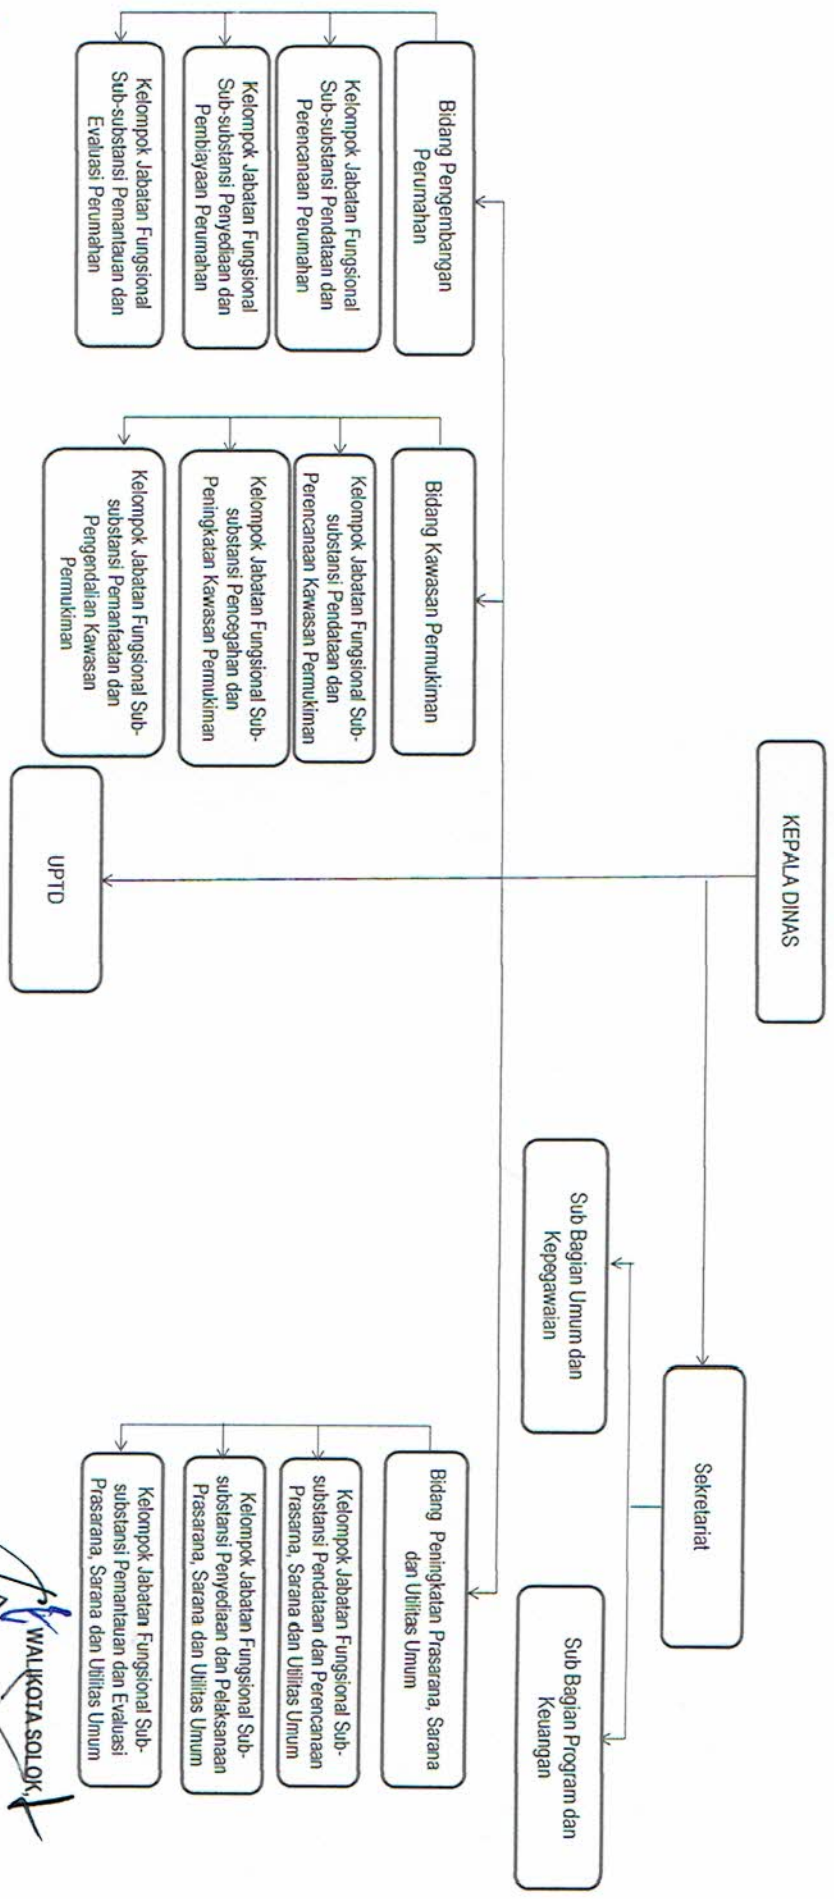 KEPALA DINAS
Sekretariat
Sub Bagian Umum dan
Kepegawaian
Sub Bagian Program dan
Keuangan
Bidang Pengembangan
Perumahan
Kelompok Jabatan Fungsional
Sub-substansi Pendataan dan
Perencanaan Perumahan
Kelompok Jabatan Fungsional
Sub-substansi Penyediaan dan
Pembiayaan Perumahan
Kelompok Jabatan Fungsional
Sub-substansi Pemantauan dan
Evaluasi Perumahan
Bidang Kawasan Permukiman
Kelompok Jabatan Fungsional Sub-
substansi Pendataan dan
Perencanaan Kawasan Permukiman
Kelompok Jabatan Fungsional Sub-
substansi Pencegahan dan
Peningkatan Kawasan Permukiman
Kelompok Jabatan Fungsional Sub-
substansi Pemanfaatan dan
Pengendalian Kawasan
Permukiman
UPTD
Bidang Peningkatan Prasarana, Sarana
dan Utilitas Umum
Kelompok Jabatan Fungsional Sub-
substansi Pendataan dan Perencanaan
Prasarna, Sarana dan Utilitas Umum
Kelompok Jabatan Fungsional Sub-
substansi Penyediaan dan Pelaksanaan
Prasarana, Sarana dan Utilitas Umum
Kelompok Jabatan Fungsional Sub-
substansi Pemantauan dan Evaluasi
Prasarana, Sarana dan Utilitas Umum
WALIKOTA SOLOK,